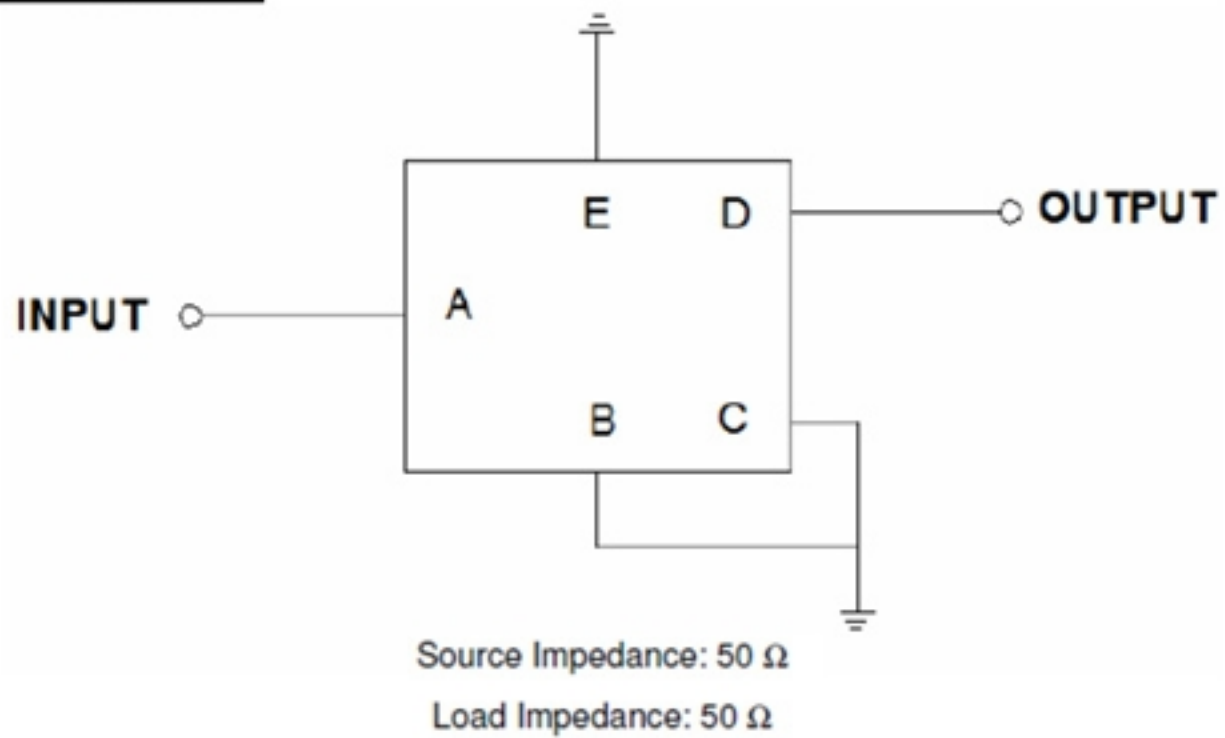 E D
OUTPUT
INPUT
A
B C
Source Impedance: 50 Ω
Load Impedance: 50 Ω